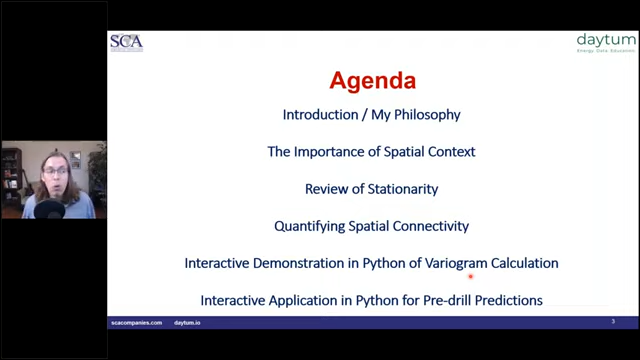 SCA
daytum
Energy. Data. Education.
Agenda
Introduction / My Philosophy
The Importance of Spatial Context
Review of Stationarity
Quantifying Spatial Connectivity
Interactive Demonstration in Python of Variogram Calculation
Interactive Application in Python for Pre-drill Predictions
scacompanies.com daytum.io
3